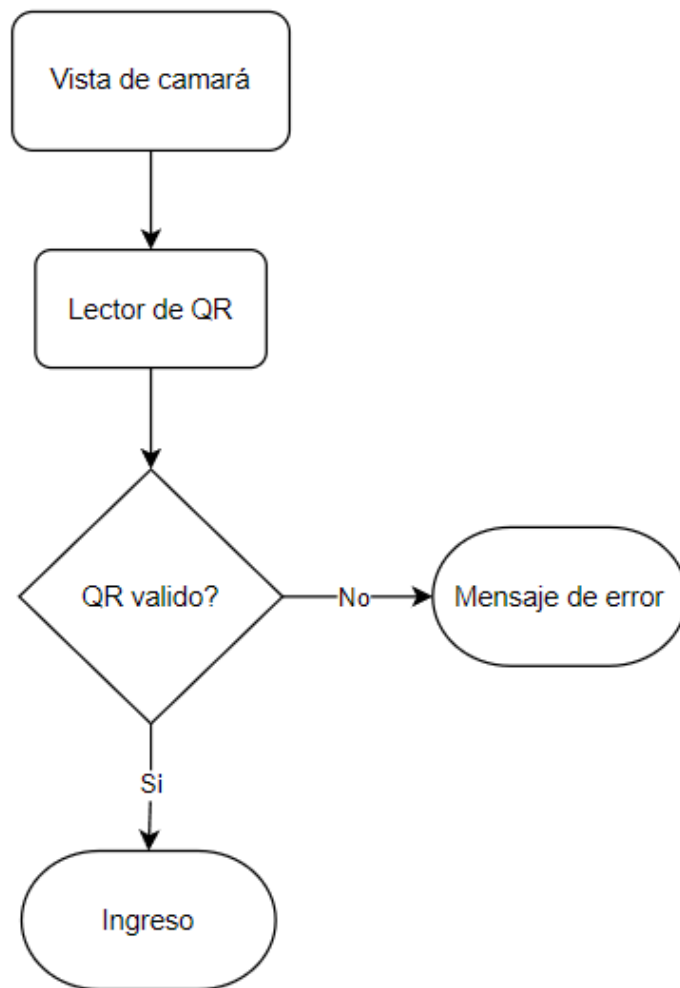 Vista de camará
Lector de QR
QR valido?
No
Mensaje de error
Si
Ingreso